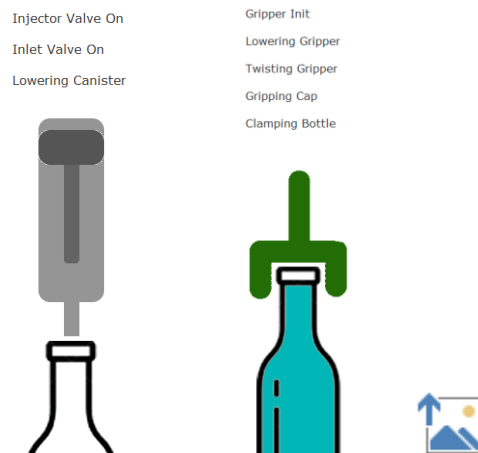 Injector Valve On
Inlet Valve On
Lowering Canister
Gripper Init
Lowering Gripper
Twisting Gripper
Gripping Cap
Clamping Bottle